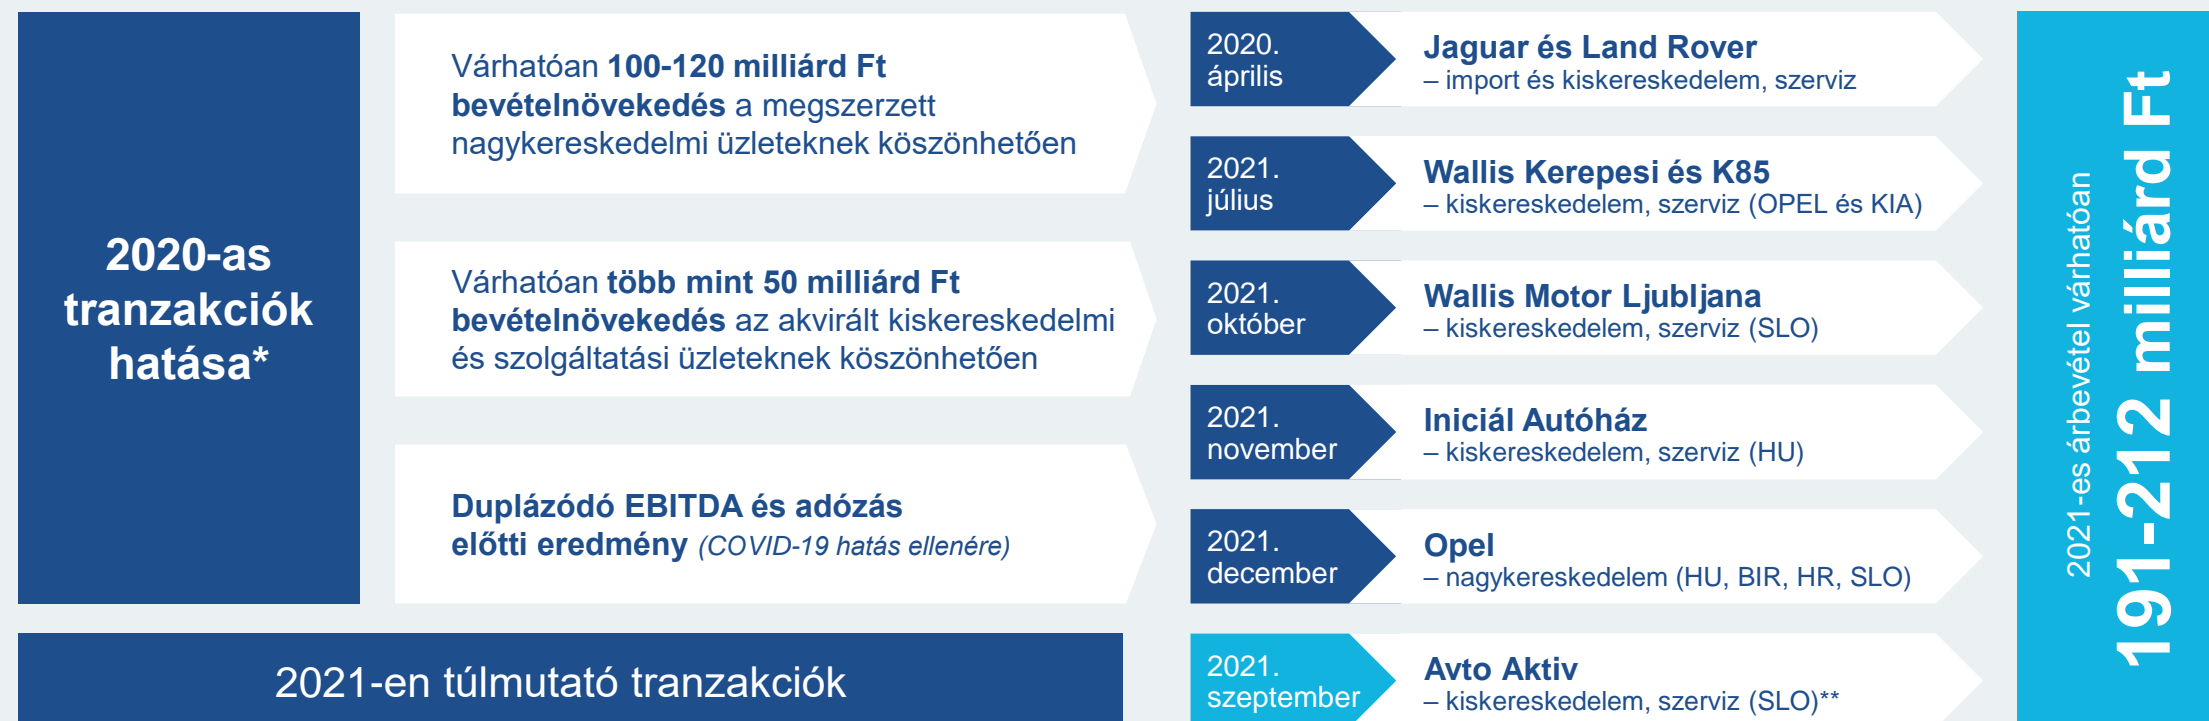 2020-as
tranzakciók
hatása*
Várhatóan 100-120 milliárd Ft
bevételnövekedés a megszerzett
nagykereskedelmi üzleteknek köszönhetően
Várhatóan több mint 50 milliárd Ft
bevételnövekedés az akvirált kiskereskedelmi
és szolgáltatási üzleteknek köszönhetően
Duplázódó EBITDA és adózás
előtti eredmény (COVID-19 hatás ellenére)
2021-en túlmutató tranzakciók
2020.
április
Jaguar és Land Rover
– import és kiskereskedelem, szerviz
2021.
július
Wallis Kerepesi és K85
– kiskereskedelem, szerviz (OPEL és KIA)
2021.
október
Wallis Motor Ljubljana
– kiskereskedelem, szerviz (SLO)
2021.
november
Iniciál Autóház
– kiskereskedelem, szerviz (HU)
2021.
december
Opel
– nagykereskedelem (HU, BIR, HR, SLO)
2021.
szeptember
Avto Aktiv
– kiskereskedelem, szerviz (SLO)**
2021-es árbevétel várhatóan
191-212 milliárd Ft